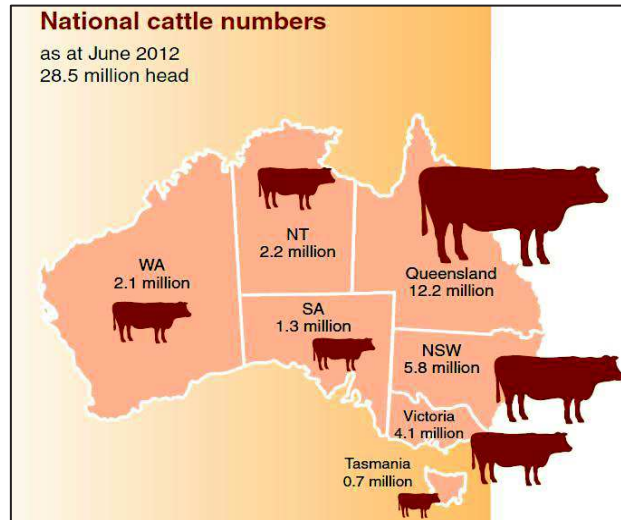 National cattle numbers
as at June 2012
28.5 million head
NT
2.2 million
WA
2.1 million
Queensland
12.2 million
SA
1.3 million
NSW
5.8 million
Victoria
4.1 million
Tasmania
0.7 million